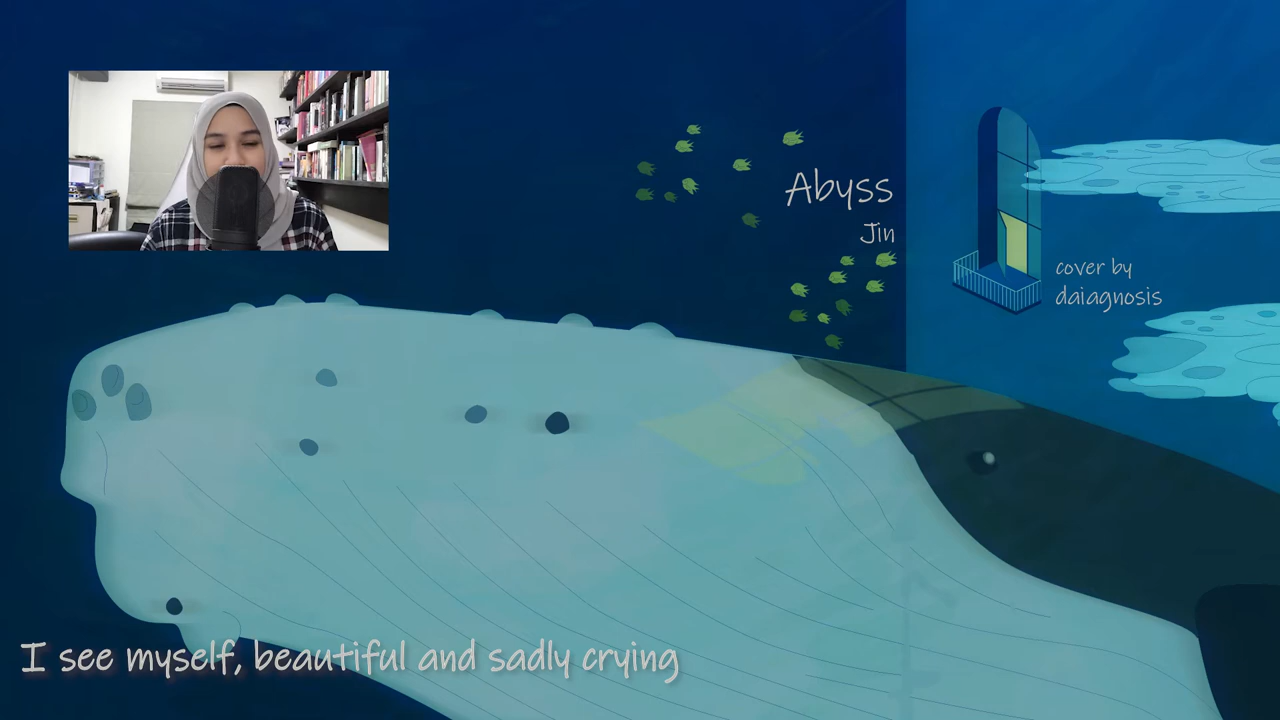 Abyss
Jin
cover by
daiagnosis
I see myself, beautiful and sadly crying